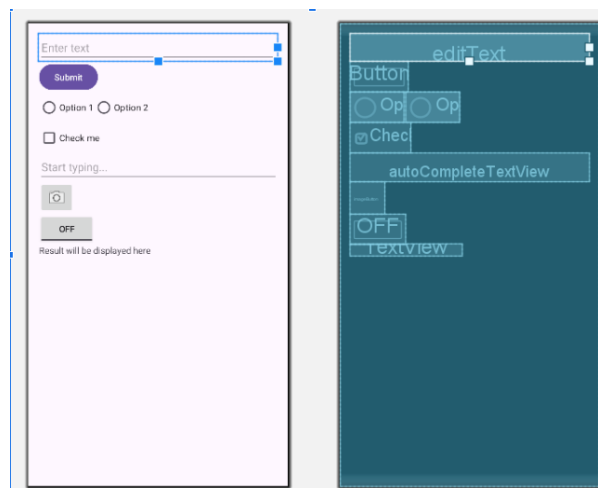 Enter text
Submit
Option 1 Option 2
Check me
Start typing...
OFF
Result will be displayed here
editText
Button
Op Op
Chec
autoCompleteTextView
OFF
TextView